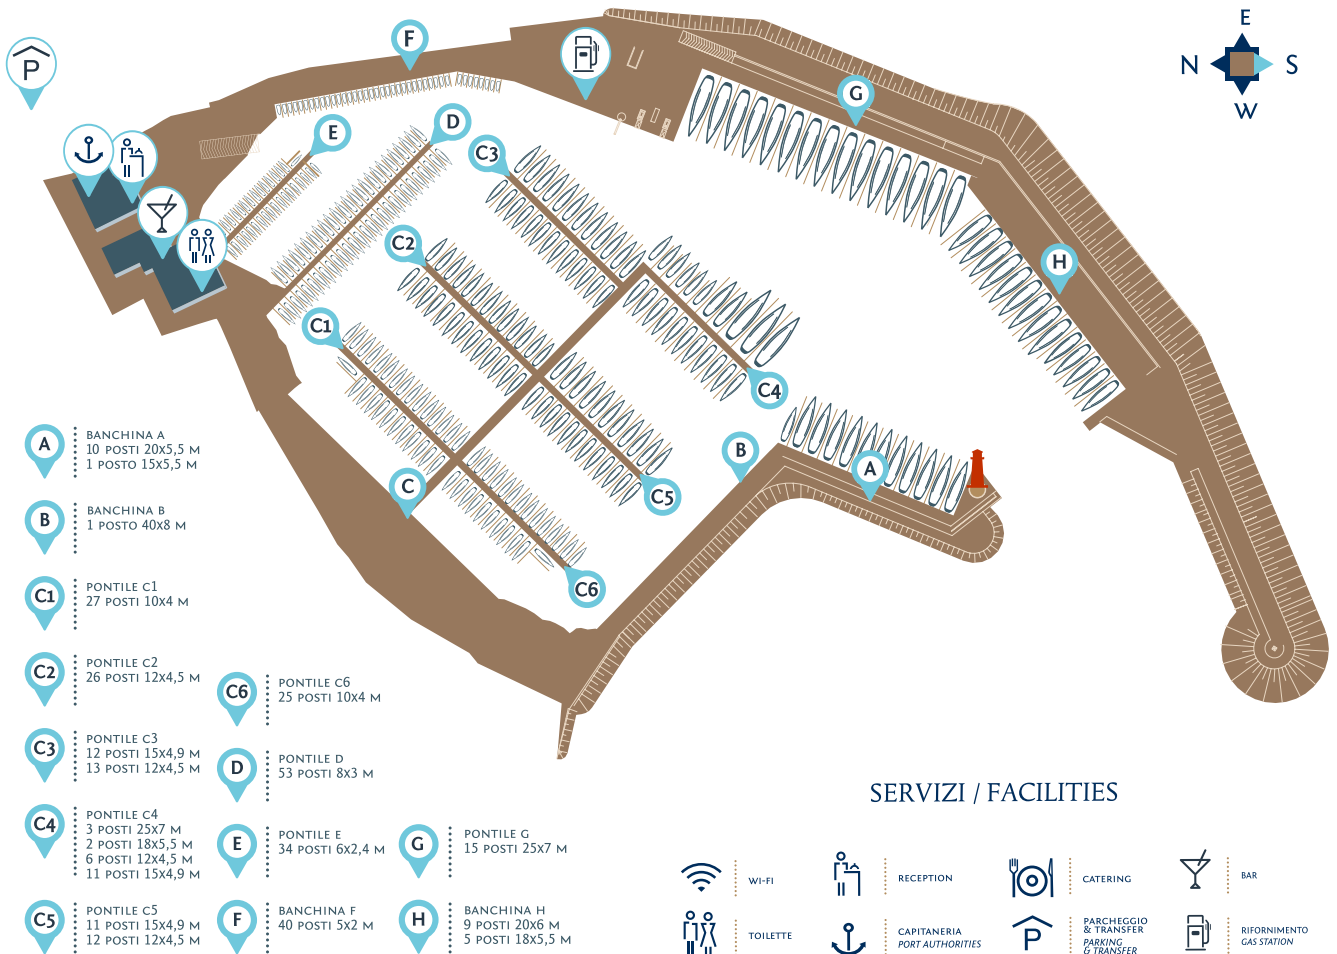 E
N
S
W
P
F
G
E
D
C3
C2
H
C1
C4
B
A
C
C5
C6
A
BANCHINA A
10 POSTI 20x5,5 M
1 POSTO 15x5,5 M
B
BANCHINA B
1 POSTO 40x8 M
C1
PONTILE C1
27 POSTI 10x4 M
C2
PONTILE C2
26 POSTI 12x4,5 M
C3
PONTILE C3
12 POSTI 15x4,9 M
13 POSTI 12x4,5 M
C4
PONTILE C4
3 POSTI 25x7 M
2 POSTI 18x5,5 M
6 POSTI 12x4,5 M
11 POSTI 15x4,9 M
C5
PONTILE C5
11 POSTI 15x4,9 M
12 POSTI 12x4,5 M
C6
PONTILE C6
25 POSTI 10x4 M
D
PONTILE D
53 POSTI 8x3 M
E
PONTILE E
34 POSTI 6x2,4 M
F
BANCHINA F
40 POSTI 5x2 M
G
PONTILE G
15 POSTI 25x7 M
H
BANCHINA H
9 POSTI 20x6 M
5 POSTI 18x5,5 M
SERVIZI / FACILITIES
WI-FI
RECEPTION
CATERING
BAR
TOILETTE
CAPITANERIA
PORT AUTHORITIES
P
PARCHEGGIO
& TRANSFER
PARKING
& TRANSFER
RIFORNIMENTO
GAS STATION